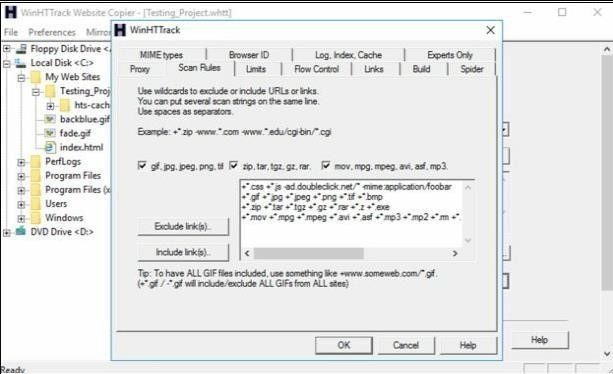 WinHTTrack Website Copier - [Testing_Project.whtt]
File Preferences Mirror
Floppy Disk Drive <A
Local Disk <C:>
My Web Sites
Testing_Proj
hts-cach
backblue.gif
fade.gif
index.html
PerfLogs
Program Files
Program Files (x
Users
Windows
DVD Drive <D:>
WinHTTrack
MIME types Browser ID Log, Index, Cache Experts Only
Proxy Scan Rules Limits Flow Control Links Build Spider
Use wildcards to exclude or include URLs or links.
You can put several scan strings on the same line.
Use spaces as separators.
Example: +*.zip -www.*.com -www.*.edu/cgi-bin/*.cgi
gif, jpg, jpeg, png, tif zip, tar, tgz, gz, rar. mov, mpg, mpeg, avi, asf, mp3.
+*.css +*.js -ad.doubleclick.net/* -mime:application/foobar
+*.gif +*.jpg +*.jpeg +*.png +*.tif +*.bmp
+*.zip +*.tar +*.tgz +*.gz +*.rar +*.z +*.exe
+*.mov +*.mpg +*.mpeg +*.avi +*.asf +*.mp3 +*.mp2 +*.rm +*.
Exclude link(s)..
Include link(s)..
Tip: To have ALL GIF files included, use something like +www.someweb.com/*.gif.
(+*.gif / -*.gif will include/exclude ALL GIFs from ALL sites)
OK Cancel Help
Help
Ready